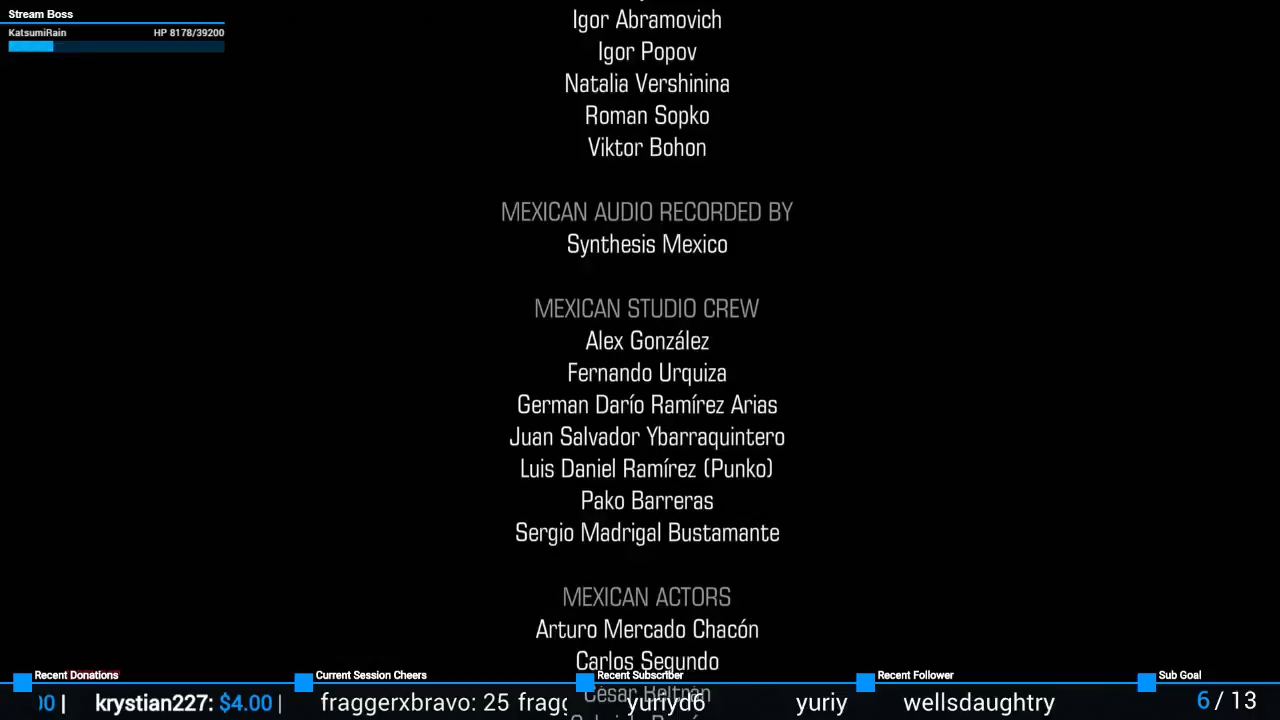 Stream Boss
KatsumiRain HP 8178/39200
Igor Abramovich
Igor Popov
Natalia Vershinina
Roman Sopko
Viktor Bohon
MEXICAN AUDIO RECORDED BY
Synthesis Mexico
MEXICAN STUDIO CREW
Alex González
Fernando Urquiza
German Darío Ramírez Arias
Juan Salvador Ybarraquintero
Luis Daniel Ramírez (Punko)
Pako Barreras
Sergio Madrigal Bustamante
MEXICAN ACTORS
Arturo Mercado Chacón
Carlos Segundo
César Beltrán
Recent Donations Current Session Cheers Recent Subscriber Recent Follower Sub Goal
krystian227: $4.00 | fraggerxbravo: 25 fragg yuriyd6 yuriy wellsdaughtry 6 / 13